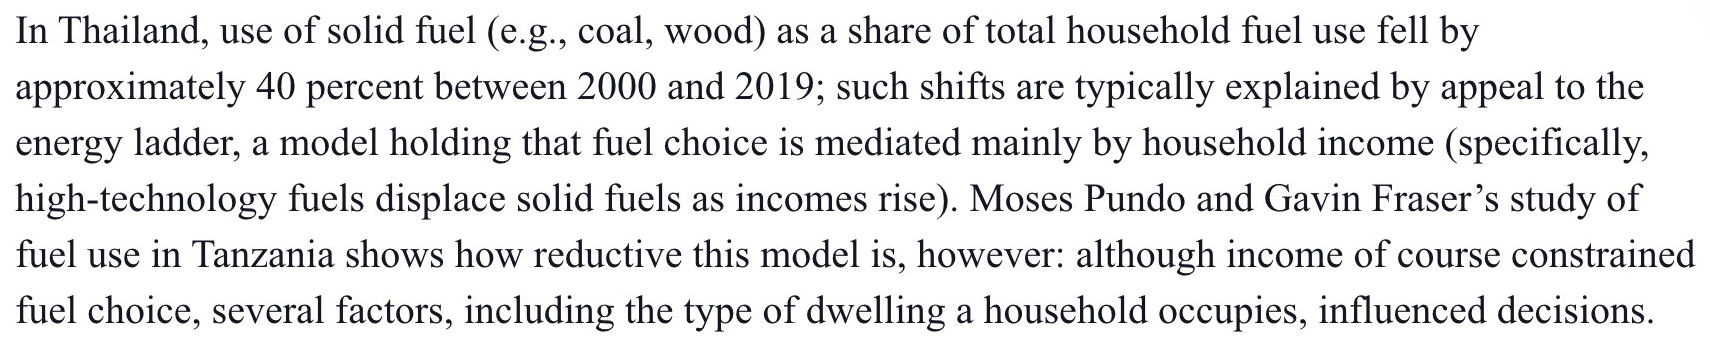 In Thailand, use of solid fuel (e.g., coal, wood) as a share of total household fuel use fell by
approximately 40 percent between 2000 and 2019; such shifts are typically explained by appeal to the
energy ladder, a model holding that fuel choice is mediated mainly by household income (specifically,
high-technology fuels displace solid fuels as incomes rise). Moses Pundo and Gavin Fraser’s study of
fuel use in Tanzania shows how reductive this model is, however: although income of course constrained
fuel choice, several factors, including the type of dwelling a household occupies, influenced decisions.